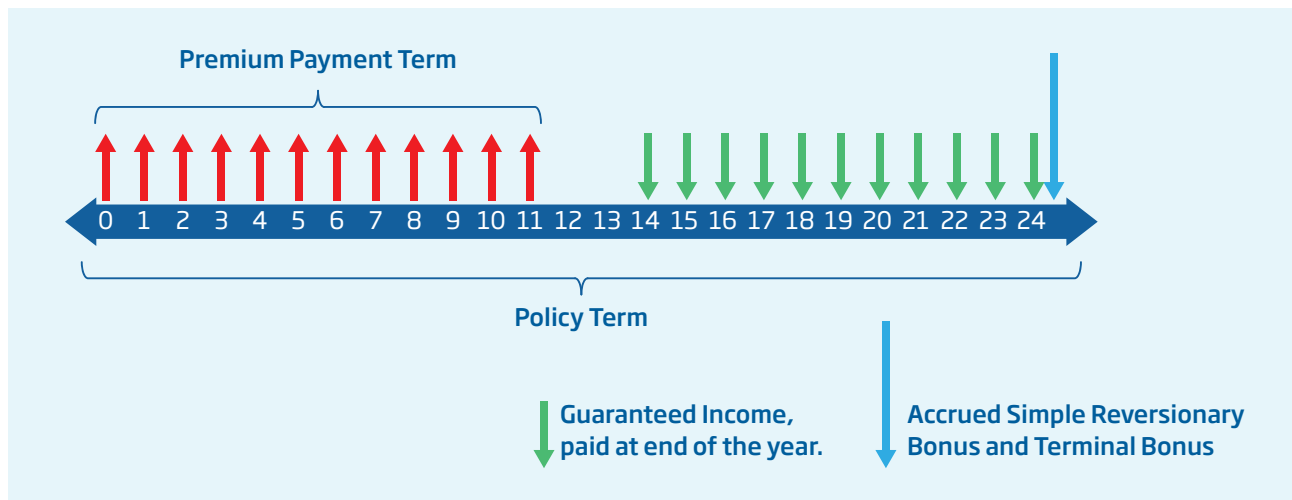 Premium Payment Term
0 1 2 3 4 5 6 7 8 9 10 11 12 13 14 15 16 17 18 19 20 21 22 23 24
Policy Term
Guaranteed Income,
paid at end of the year.
Accrued Simple Reversionary
Bonus and Terminal Bonus